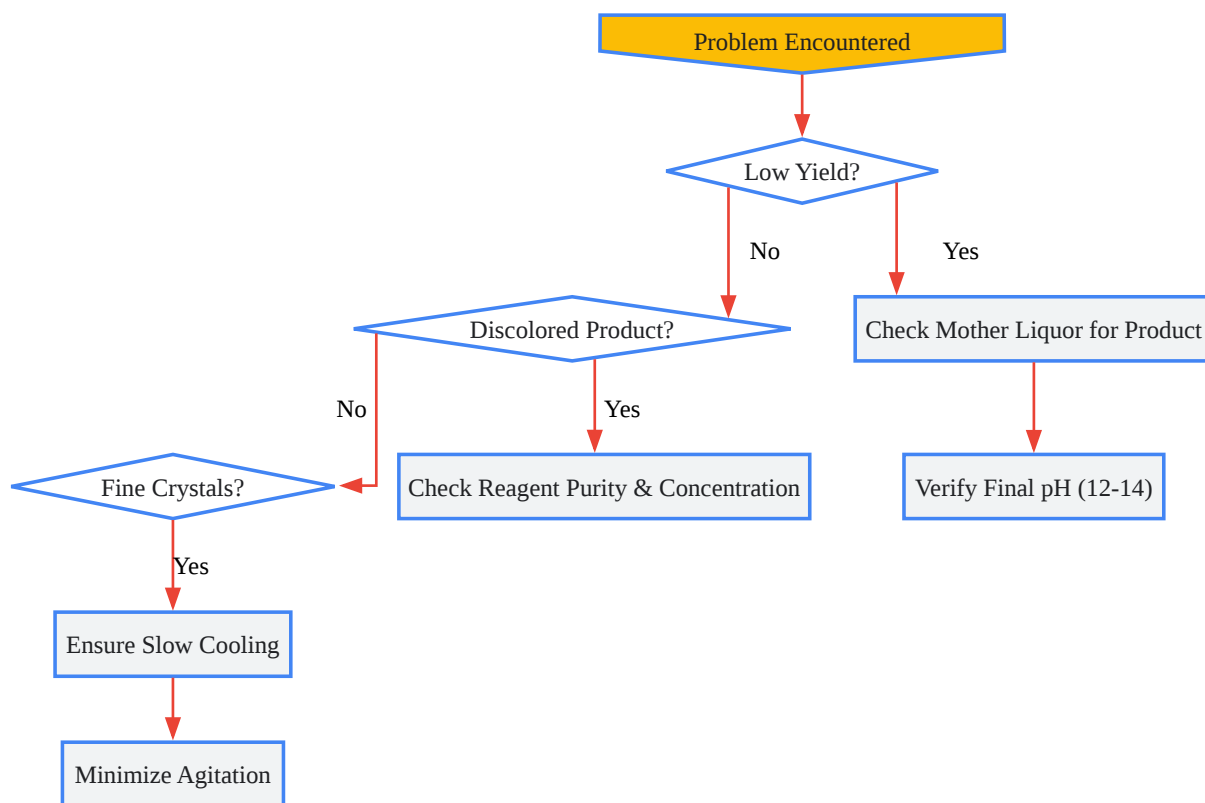 Problem Encountered
Low Yield?
No
Yes
Discolored Product?
Check Mother Liquor for Product
No
Yes
Fine Crystals?
Check Reagent Purity & Concentration
Verify Final pH (12-14)
Yes
Ensure Slow Cooling
Minimize Agitation